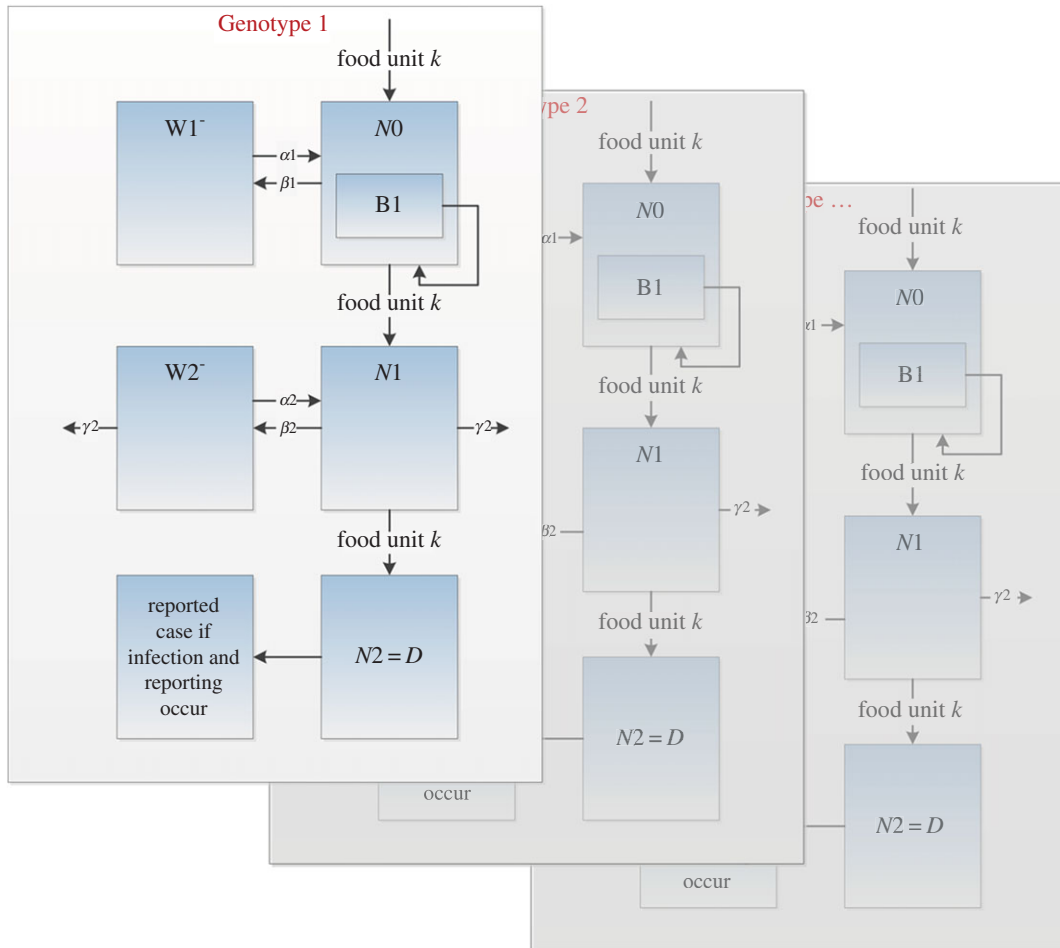 Genotype 1
food unit k
W1-
N0
α1
β1
B1
food unit k
W2-
N1
α2
β2
γ2
γ2
food unit k
reported
case if
infection and
reporting
occur
N2 = D
ype 2
food unit k
N0
α1
B1
food unit k
N1
β2
γ2
food unit k
N2 = D
occur
pe ...
food unit k
N0
α1
B1
food unit k
N1
β2
γ2
food unit k
N2 = D
occur